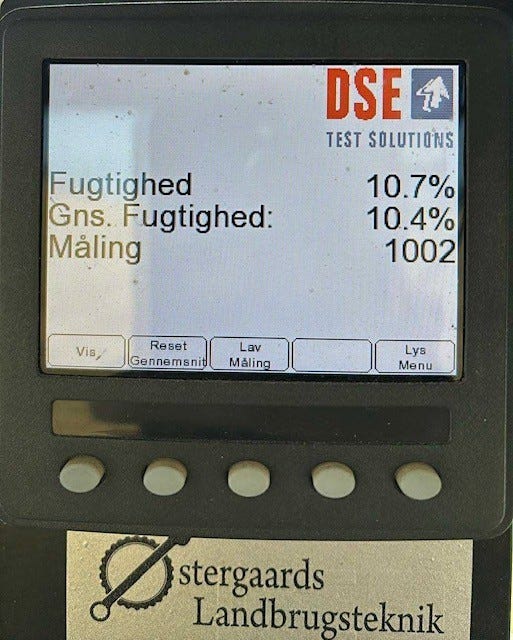 DSE
TEST SOLUTIONS
Fugtighed 10.7%
Gns. Fugtighed: 10.4%
Måling 1002
Vis
Reset Gennemsnit
Lav Måling
Lys Menu
Østergaards
Landbrugsteknik